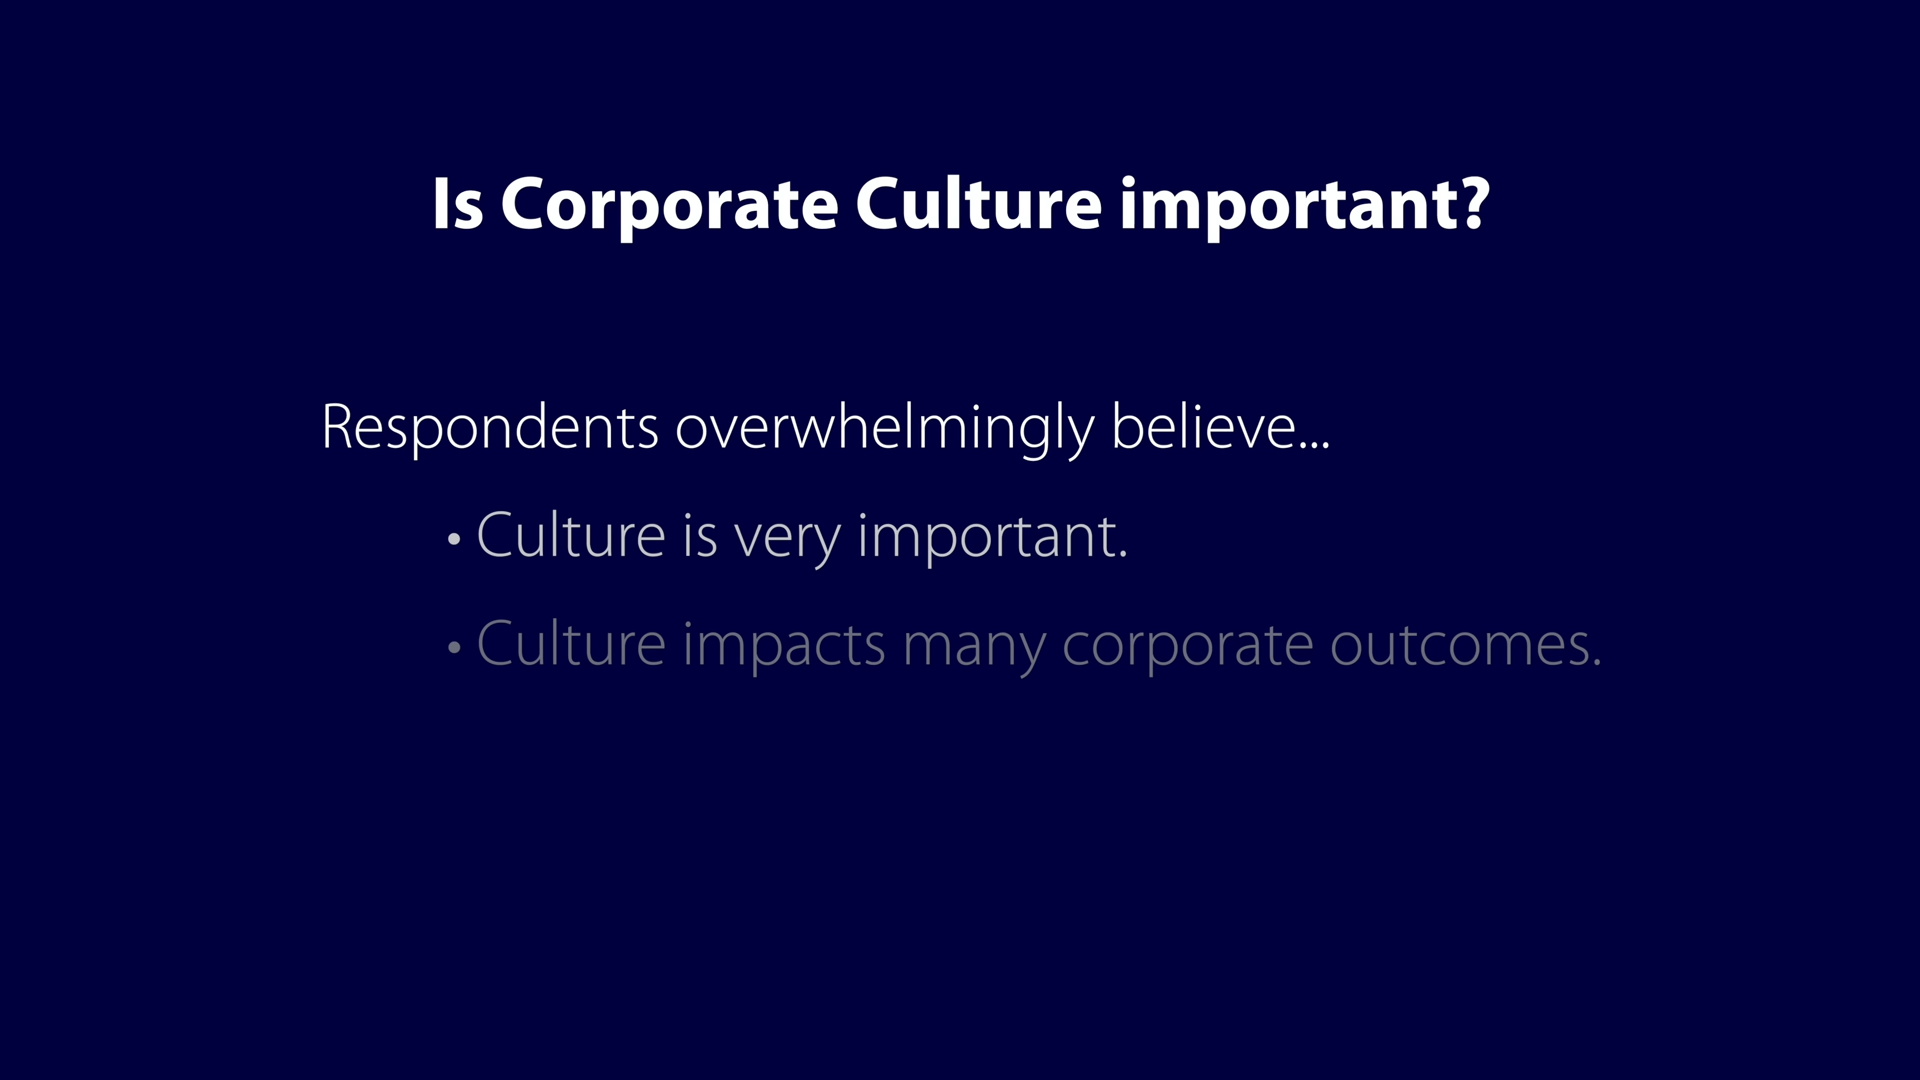 Is Corporate Culture important?
Respondents overwhelmingly believe...
• Culture is very important.
• Culture impacts many corporate outcomes.